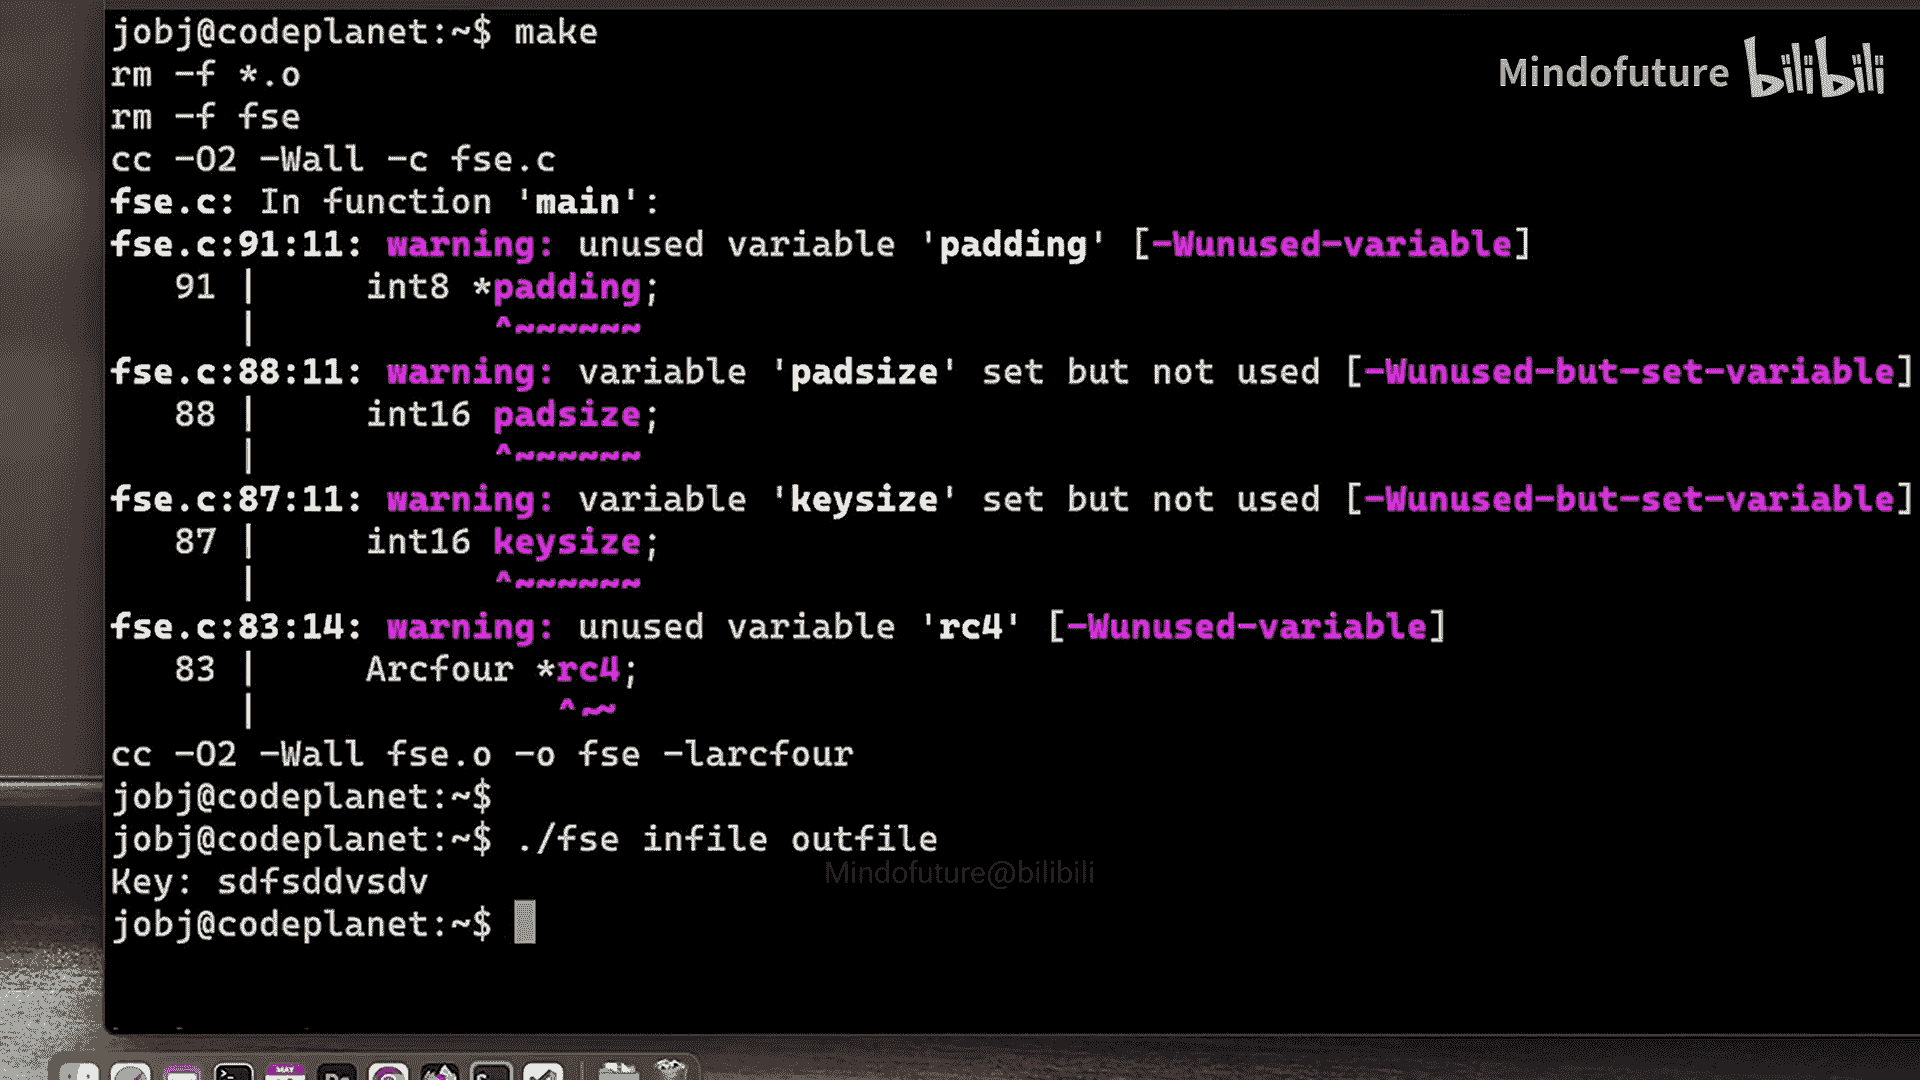 jobj@codeplanet:~$ make
rm -f *.o
rm -f fse
cc -O2 -Wall -c fse.c
fse.c: In function 'main':
fse.c:91:11: warning: unused variable 'padding' [-Wunused-variable]
91 | int8 *padding;
| ^~~~~~~
fse.c:88:11: warning: variable 'padsize' set but not used [-Wunused-but-set-variable]
88 | int16 padsize;
| ^~~~~~~
fse.c:87:11: warning: variable 'keysize' set but not used [-Wunused-but-set-variable]
87 | int16 keysize;
| ^~~~~~~
fse.c:83:14: warning: unused variable 'rc4' [-Wunused-variable]
83 | Arcfour *rc4;
| ^~~
cc -O2 -Wall fse.o -o fse -larcfour
jobj@codeplanet:~$
jobj@codeplanet:~$ ./fse infile outfile
Key: sdfsddvsdv
jobj@codeplanet:~$
Mindofuture bilibili
Mindofuture@bilibili
MAY